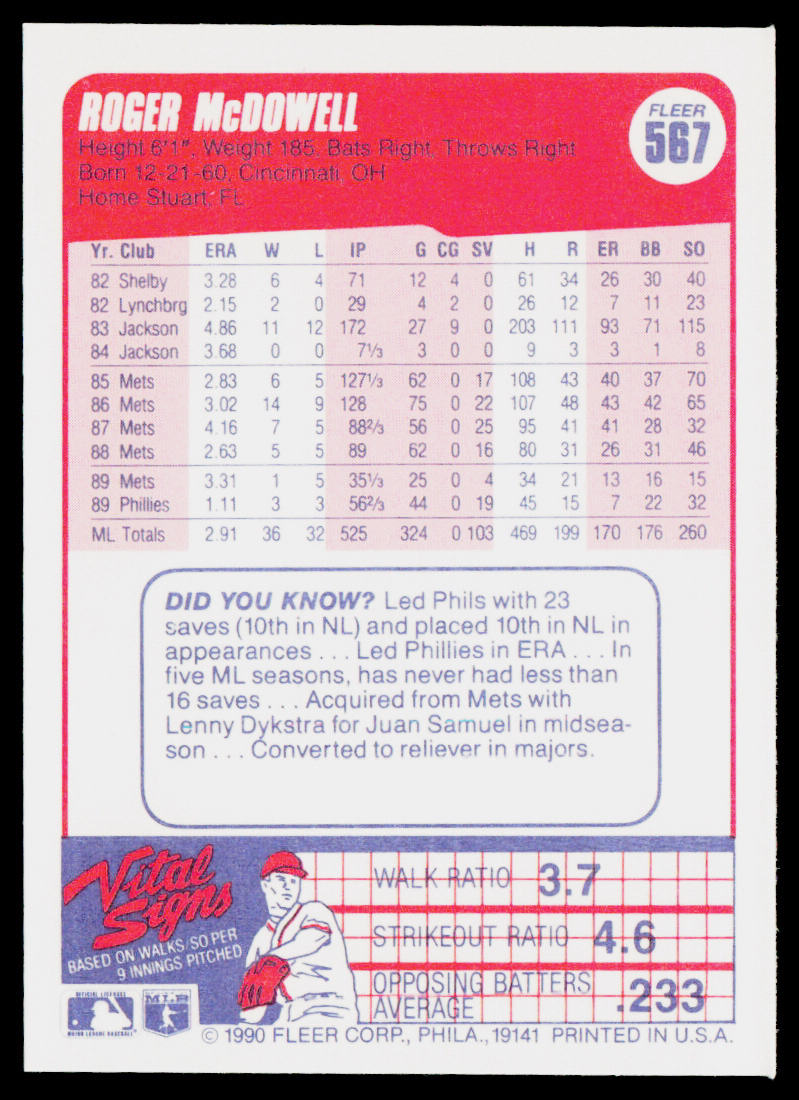 ROGER McDOWELL
FLEER
567
Height 6'1", Weight 185, Bats Right, Throws Right
Born 12-21-60, Cincinnati, OH
Home Stuart, FL
Yr. Club ERA W L IP G CG SV H R ER BB SO
82 Shelby 3.28 6 4 71 12 4 0 61 34 26 30 40
82 Lynchbrg 2.15 2 0 29 4 2 0 26 12 7 11 23
83 Jackson 4.86 11 12 172 27 9 0 203 111 93 71 115
84 Jackson 3.68 0 0 7⅓ 3 0 0 9 3 3 1 8
85 Mets 2.83 6 5 127⅓ 62 0 17 108 43 40 37 70
86 Mets 3.02 14 9 128 75 0 22 107 48 43 42 65
87 Mets 4.16 7 5 88⅔ 56 0 25 95 41 41 28 32
88 Mets 2.63 5 5 89 62 0 16 80 31 26 31 46
89 Mets 3.31 1 5 35⅓ 25 0 4 34 21 13 16 15
89 Phillies 1.11 3 3 56⅔ 44 0 19 45 15 7 22 32
ML Totals 2.91 36 32 525 324 0 103 469 199 170 176 260
DID YOU KNOW? Led Phils with 23
saves (10th in NL) and placed 10th in NL in
appearances . . . Led Phillies in ERA . . . In
five ML seasons, has never had less than
16 saves . . . Acquired from Mets with
Lenny Dykstra for Juan Samuel in midsea-
son . . . Converted to reliever in majors.
Vital
Signs
BASED ON WALKS/SO PER
9 INNINGS PITCHED
WALK RATIO 3.7
STRIKEOUT RATIO 4.6
OPPOSING BATTERS
AVERAGE .233
OFFICIAL LICENSEE
MAJOR LEAGUE BASEBALL
MLB
© 1990 FLEER CORP., PHILA., 19141 PRINTED IN U.S.A.